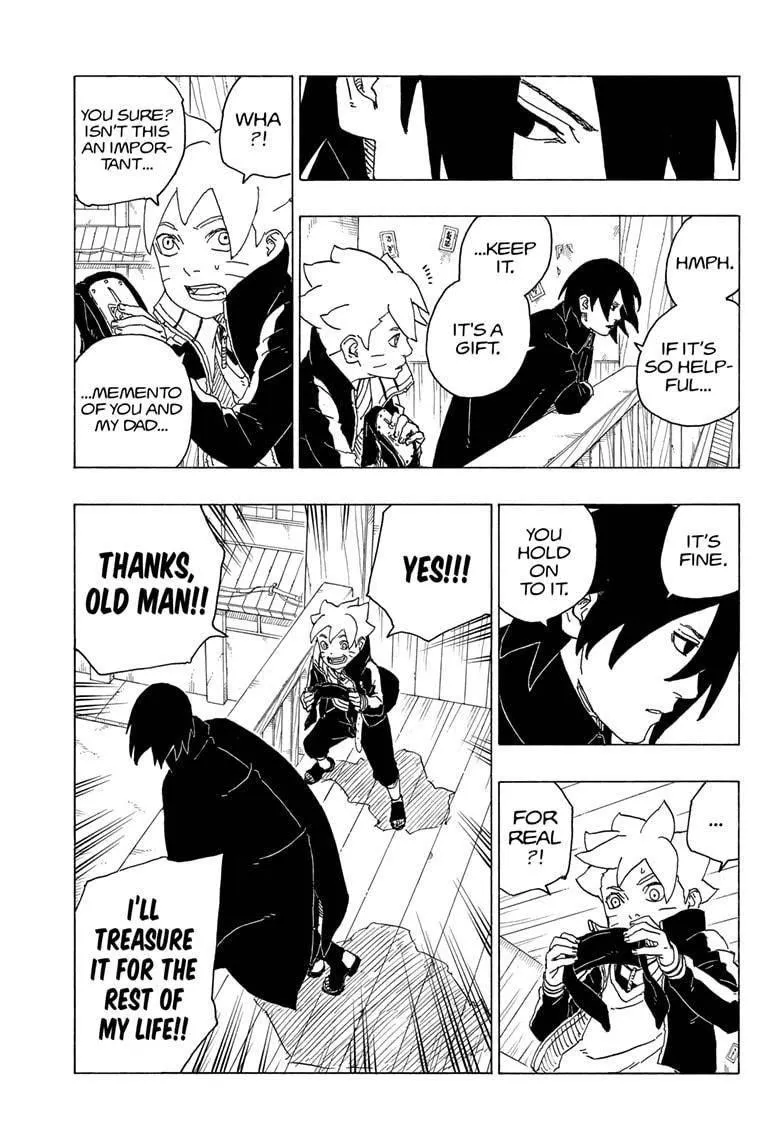 HMPH.
IF IT'S
SO HELP-
FUL...
...KEEP
IT.
IT'S A
GIFT.
WHA
?!
YOU SURE?
ISN'T THIS
AN IMPOR-
TANT...
...MEMENTO
OF YOU AND
MY DAD...
IT'S
FINE.
YOU
HOLD
ON
TO IT.
...
FOR
REAL
?!
YES!!!
THANKS,
OLD MAN!!
I'LL
TREASURE
IT FOR THE
REST OF
MY LIFE!!